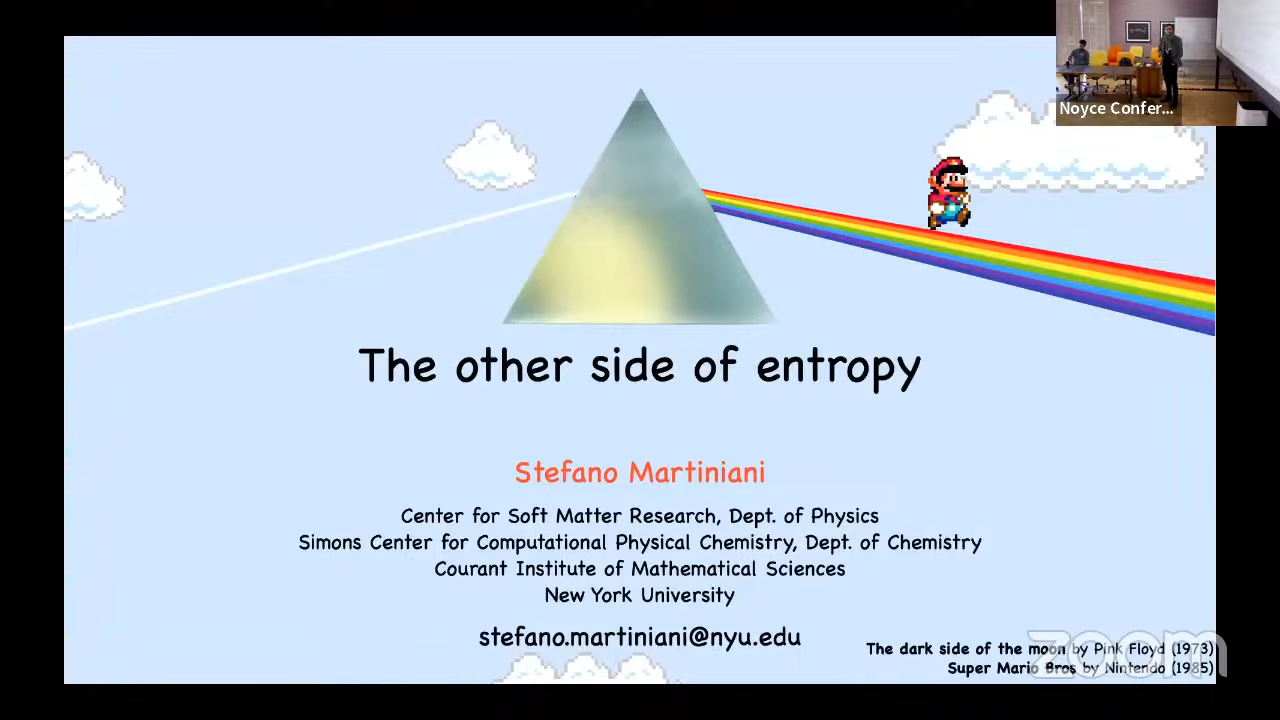 Noyce Confer...
The other side of entropy
Stefano Martiniani
Center for Soft Matter Research, Dept. of Physics
Simons Center for Computational Physical Chemistry, Dept. of Chemistry
Courant Institute of Mathematical Sciences
New York University
stefano.martiniani@nyu.edu
The dark side of the moon by Pink Floyd (1973)
Super Mario Bros by Nintendo (1985)
zoom